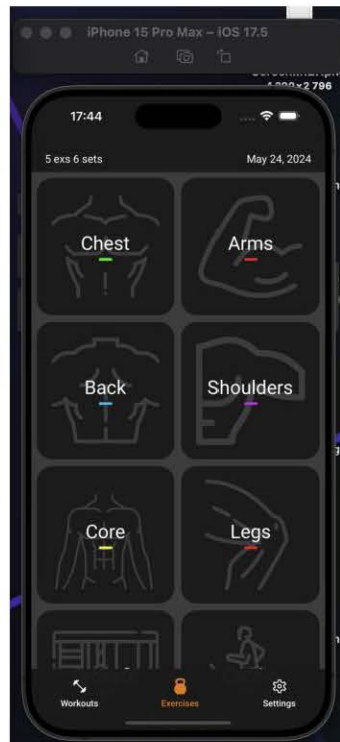 iPhone 15 Pro Max – iOS 17.5
17:44
5 exs 6 sets
May 24, 2024
Chest
Arms
Back
Shoulders
Core
Legs
Workouts
Exercises
Settings